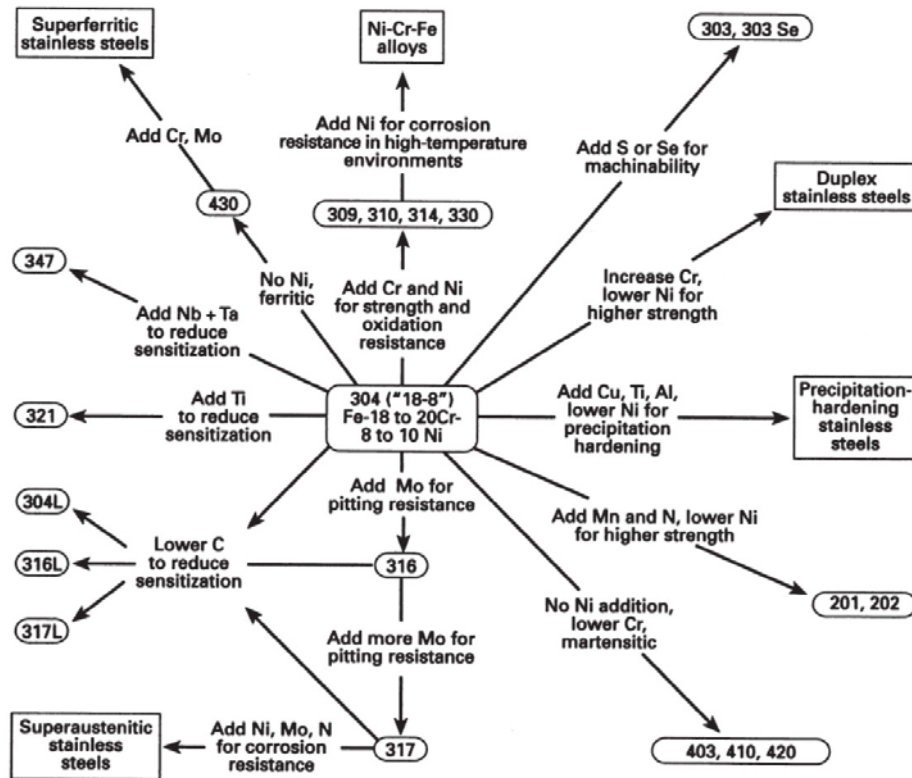 Superferritic
stainless steels
Ni-Cr-Fe
alloys
303, 303 Se
Add Cr, Mo
Add Ni for corrosion
resistance in high-temperature
environments
Add S or Se for
machinability
Duplex
stainless steels
430
309, 310, 314, 330
347
No Ni,
ferritic
Add Cr and Ni
for strength and
oxidation
resistance
Increase Cr,
lower Ni for
higher strength
Add Nb + Ta
to reduce
sensitization
321
Add Ti
to reduce
sensitization
304 ("18-8")
Fe-18 to 20Cr-
8 to 10 Ni
Add Cu, Ti, Al,
lower Ni for
precipitation
hardening
Precipitation-
hardening
stainless
steels
Add Mo for
pitting resistance
304L
316L
317L
Lower C
to reduce
sensitization
316
Add Mn and N, lower Ni
for higher strength
201, 202
No Ni addition,
lower Cr,
martensitic
Add more Mo for
pitting resistance
Superaustenitic
stainless
steels
Add Ni, Mo, N
for corrosion
resistance
317
403, 410, 420